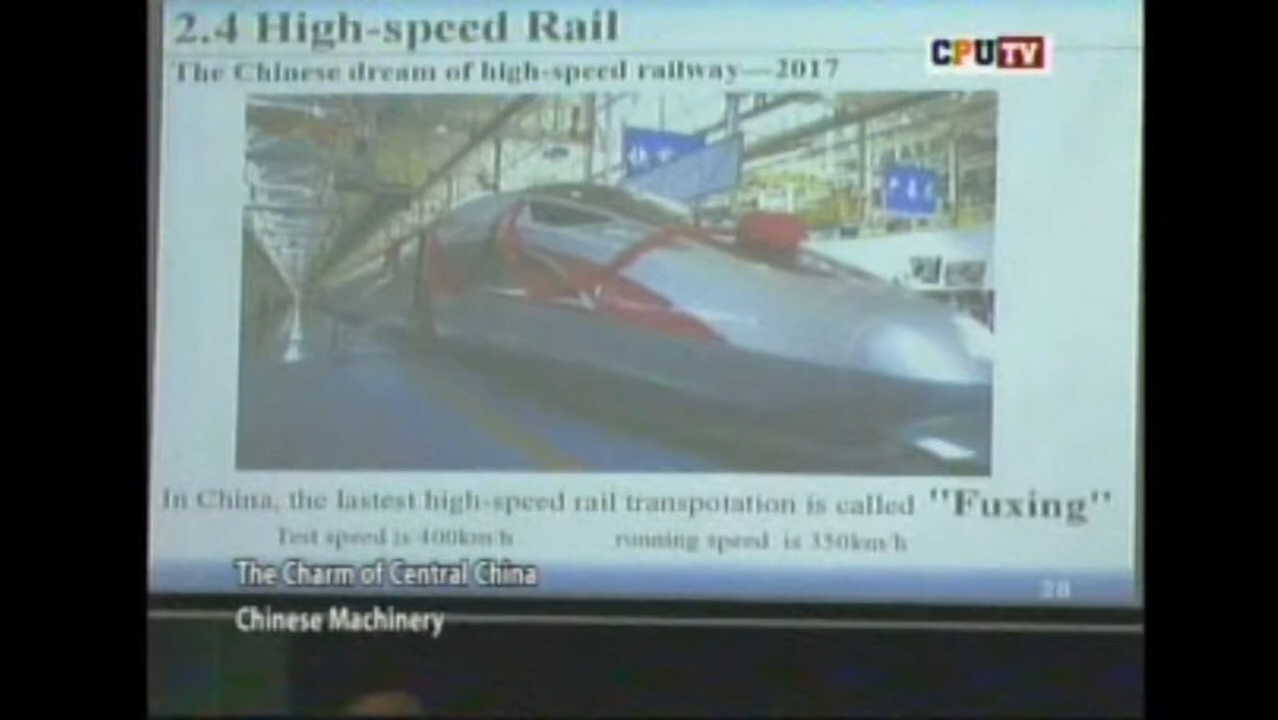 2.4 High-speed Rail
CPUTV
The Chinese dream of high-speed railway—2017
In China, the lastest high-speed rail transpotation is called "Fuxing"
Test speed is 400km/h running speed is 350km/h
The Charm of Central China
28
Chinese Machinery